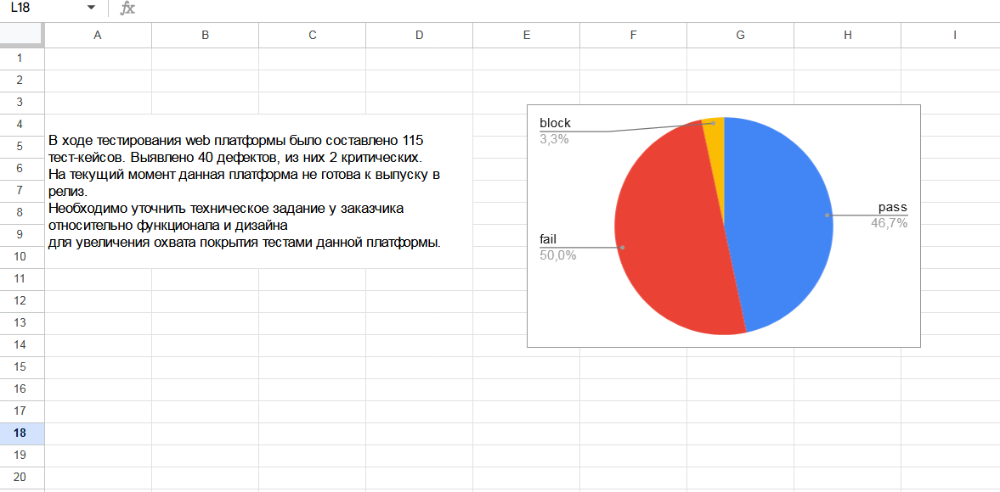 L18
fx
A B C D E F G H I
1
2
3
4
5
6
7
8
9
10
11
12
13
14
15
16
17
18
19
20
В ходе тестирования web платформы было составлено 115
тест-кейсов. Выявлено 40 дефектов, из них 2 критических.
На текущий момент данная платформа не готова к выпуску в
релиз.
Необходимо уточнить техническое задание у заказчика
относительно функционала и дизайна
для увеличения охвата покрытия тестами данной платформы.
block
3,3%
pass
46,7%
fail
50,0%